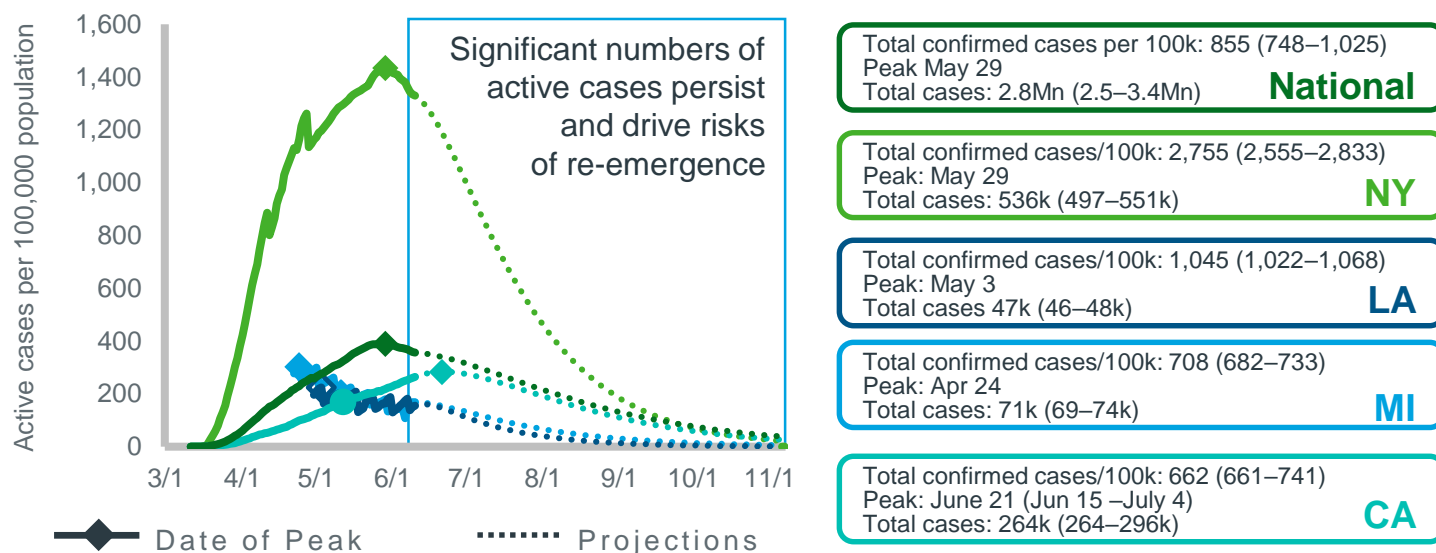 Active cases per 100,000 population
1,600
1,400
1,200
1,000
800
600
400
200
0
3/1 4/1 5/1 6/1 7/1 8/1 9/1 10/1 11/1
Significant numbers of
active cases persist
and drive risks
of re-emergence
Date of Peak
Projections
Total confirmed cases per 100k: 855 (748–1,025)
Peak May 29
Total cases: 2.8Mn (2.5–3.4Mn)
National
Total confirmed cases/100k: 2,755 (2,555–2,833)
Peak: May 29
Total cases: 536k (497–551k)
NY
Total confirmed cases/100k: 1,045 (1,022–1,068)
Peak: May 3
Total cases 47k (46–48k)
LA
Total confirmed cases/100k: 708 (682–733)
Peak: Apr 24
Total cases: 71k (69–74k)
MI
Total confirmed cases/100k: 662 (661–741)
Peak: June 21 (Jun 15 –July 4)
Total cases: 264k (264–296k)
CA